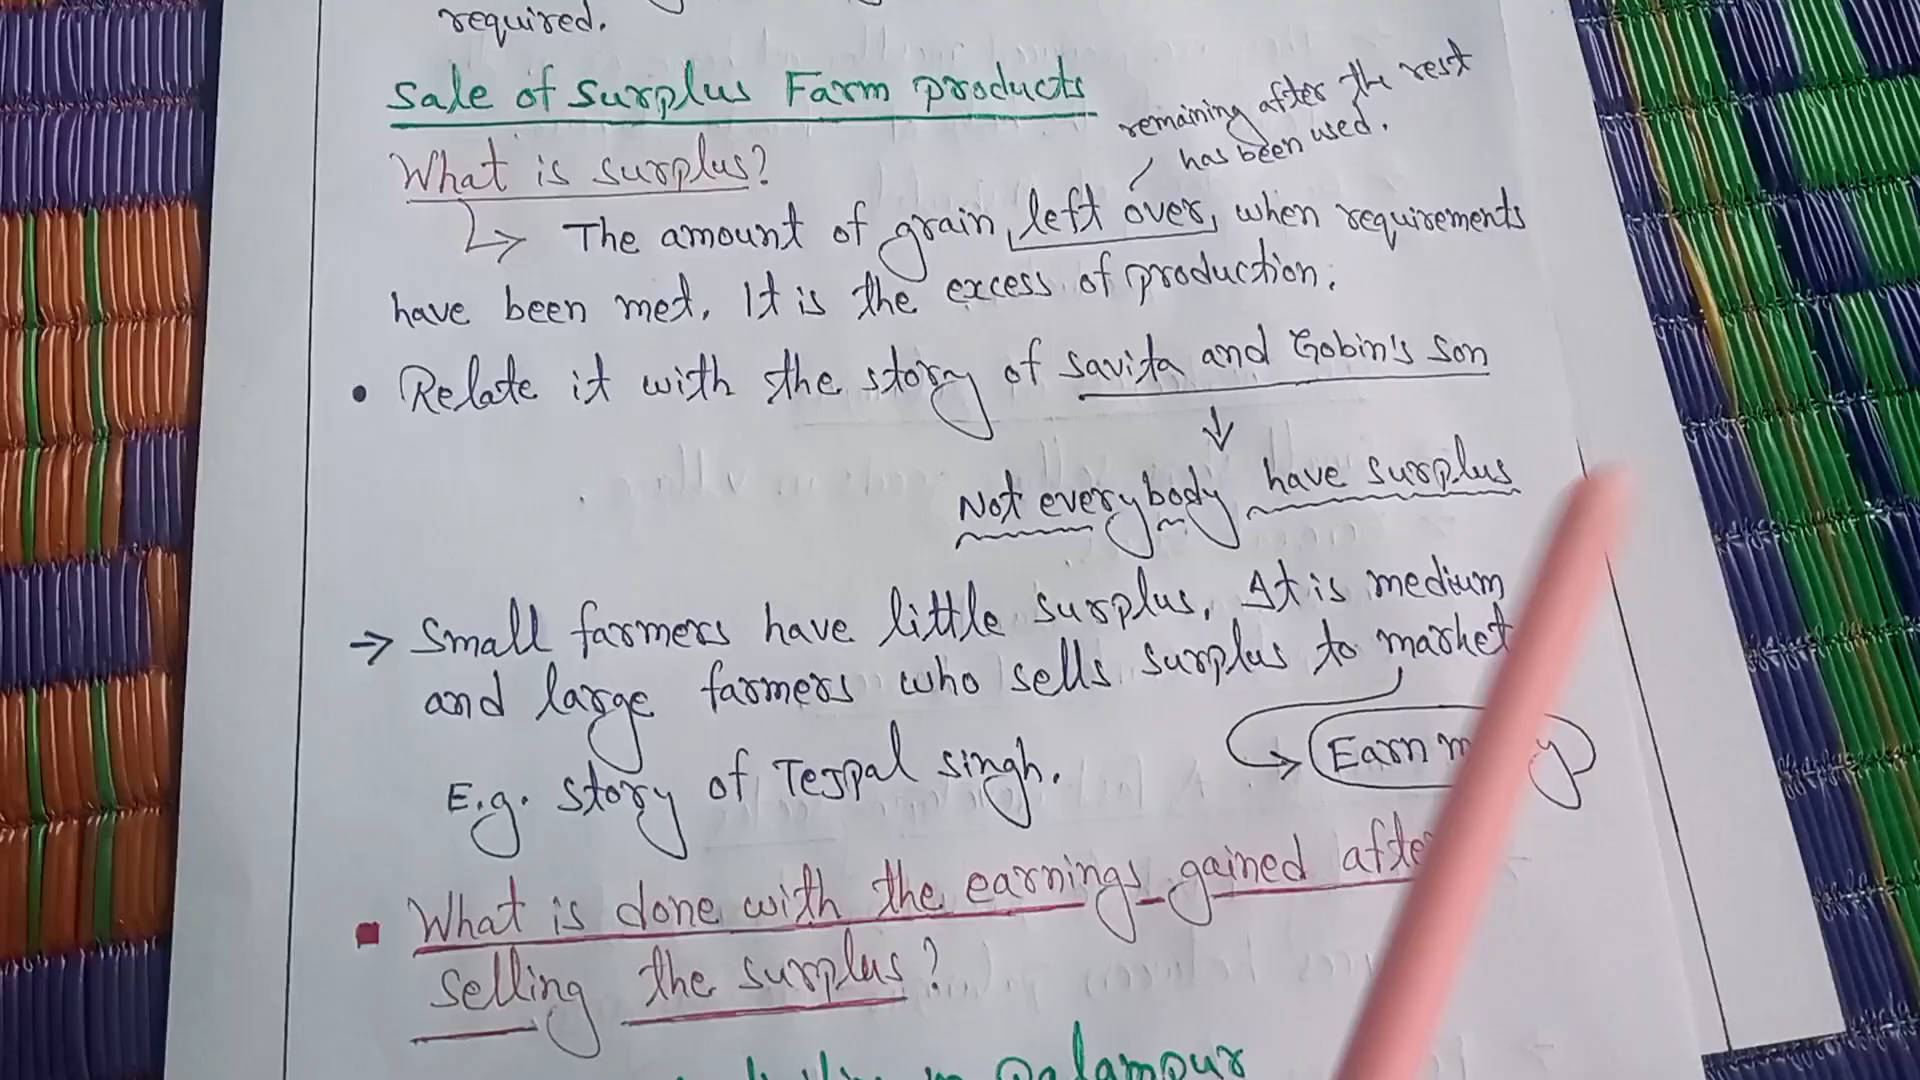 required.
Sale of Surplus Farm products
remaining after the rest
has been used.
What is surplus?
The amount of grain, left over, when requirements
have been met. It is the excess of production.
• Relate it with the story of Savita and Gobin's son
Not everybody have surplus
→ Small farmers have little surplus. It is medium
and large farmers who sells surplus to market
Earn
E.g. story of Tejpal Singh.
What is done with the earnings gained after
selling the surplus?
in Palampur